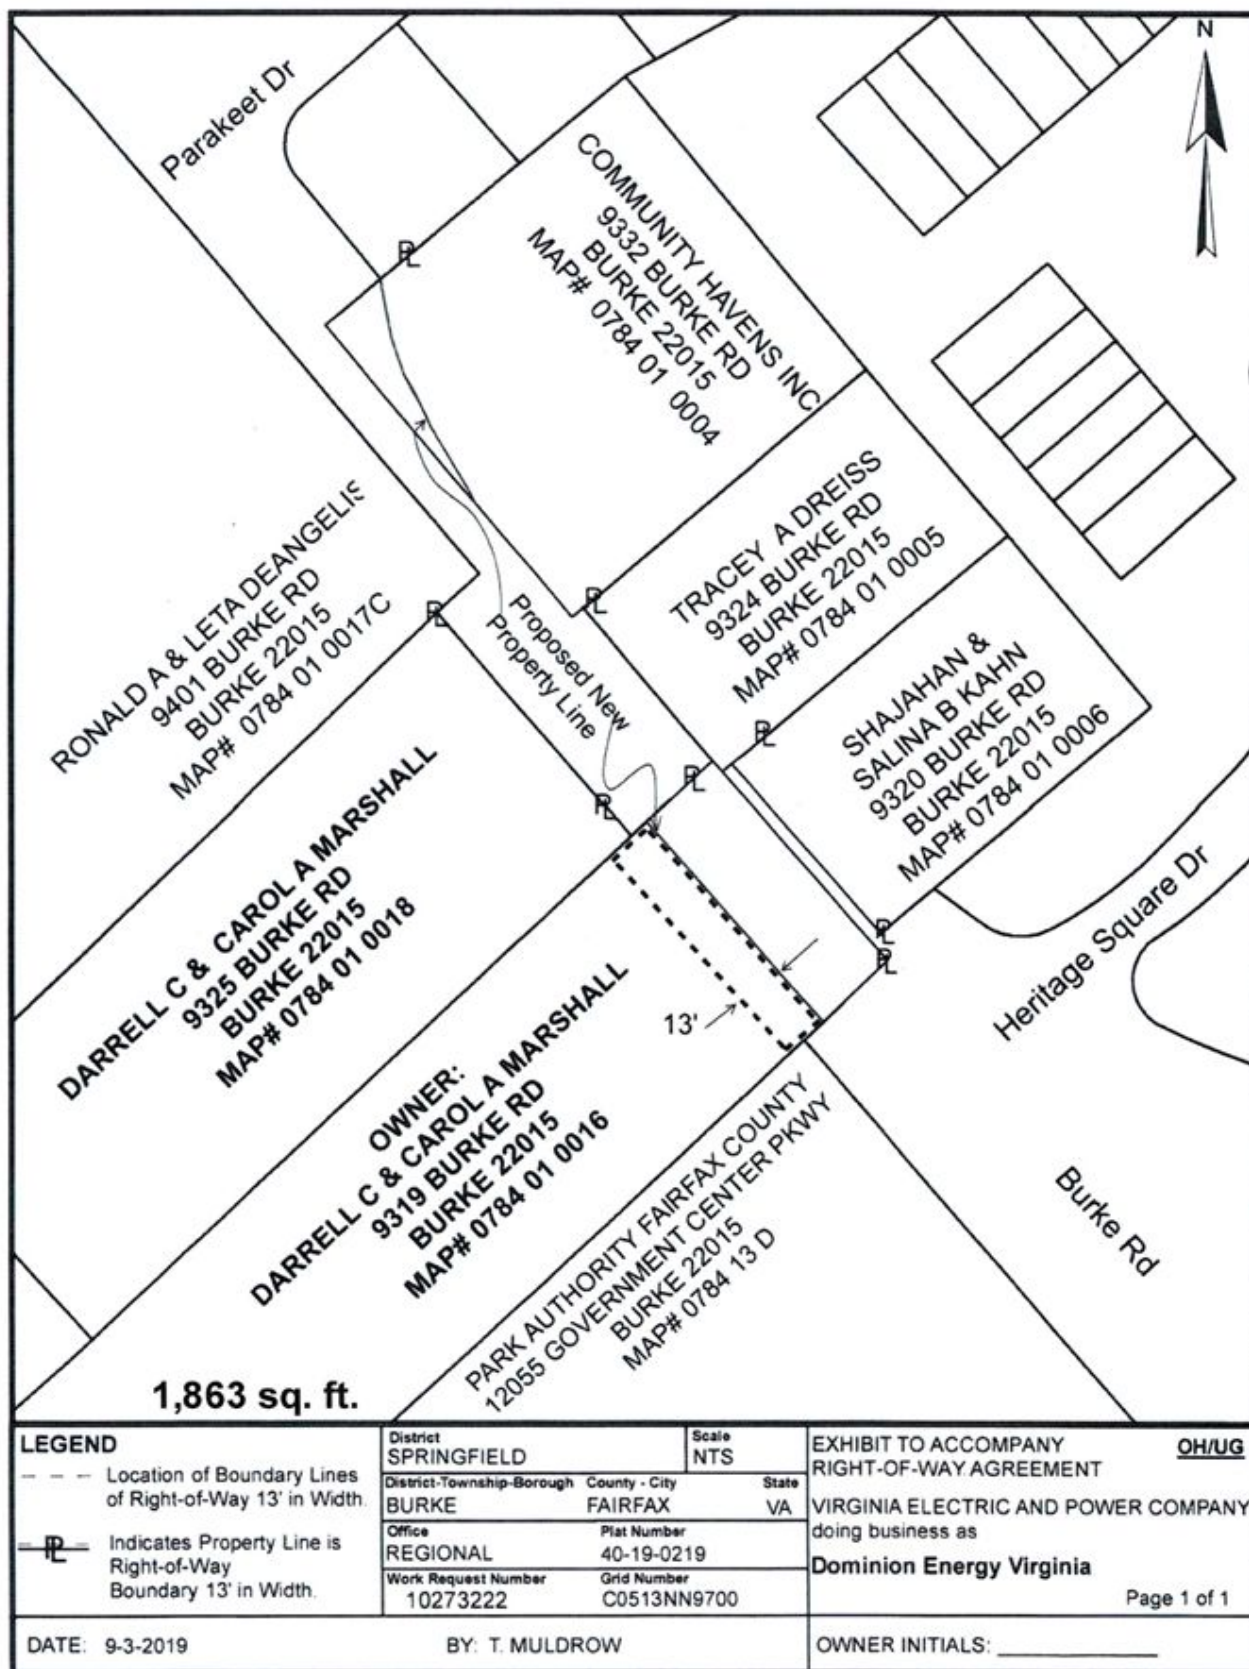 N
Parakeet Dr
COMMUNITY HAVENS INC
9332 BURKE RD
BURKE 22015
MAP# 0784 01 0004
PL
TRACEY A DREISS
9324 BURKE RD
BURKE 22015
MAP# 0784 01 0005
RONALD A & LETA DEANGELIS
9401 BURKE RD
BURKE 22015
MAP# 0784 01 0017C
PL
PL
Proposed New
Property Line
SHAJAHAN &
SALINA B KAHN
9320 BURKE RD
BURKE 22015
MAP# 0784 01 0006
PL
PL
PL
DARRELL C & CAROL A MARSHALL
9325 BURKE RD
BURKE 22015
MAP# 0784 01 0018
PL
PL
Heritage Square Dr
13'
OWNER:
DARRELL C & CAROL A MARSHALL
9319 BURKE RD
BURKE 22015
MAP# 0784 01 0016
PARK AUTHORITY FAIRFAX COUNTY
12055 GOVERNMENT CENTER PKWY
BURKE 22015
MAP# 0784 13 D
Burke Rd
1,863 sq. ft.
LEGEND
Location of Boundary Lines
of Right-of-Way 13' in Width.
PL
Indicates Property Line is
Right-of-Way
Boundary 13' in Width.
District
SPRINGFIELD
Scale
NTS
District-Township-Borough County - City State
BURKE FAIRFAX VA
Office Plat Number
REGIONAL 40-19-0219
Work Request Number Grid Number
10273222 C0513NN9700
EXHIBIT TO ACCOMPANY OH/UG
RIGHT-OF-WAY AGREEMENT
VIRGINIA ELECTRIC AND POWER COMPANY
doing business as
Dominion Energy Virginia
Page 1 of 1
DATE: 9-3-2019 BY: T. MULDROW OWNER INITIALS: